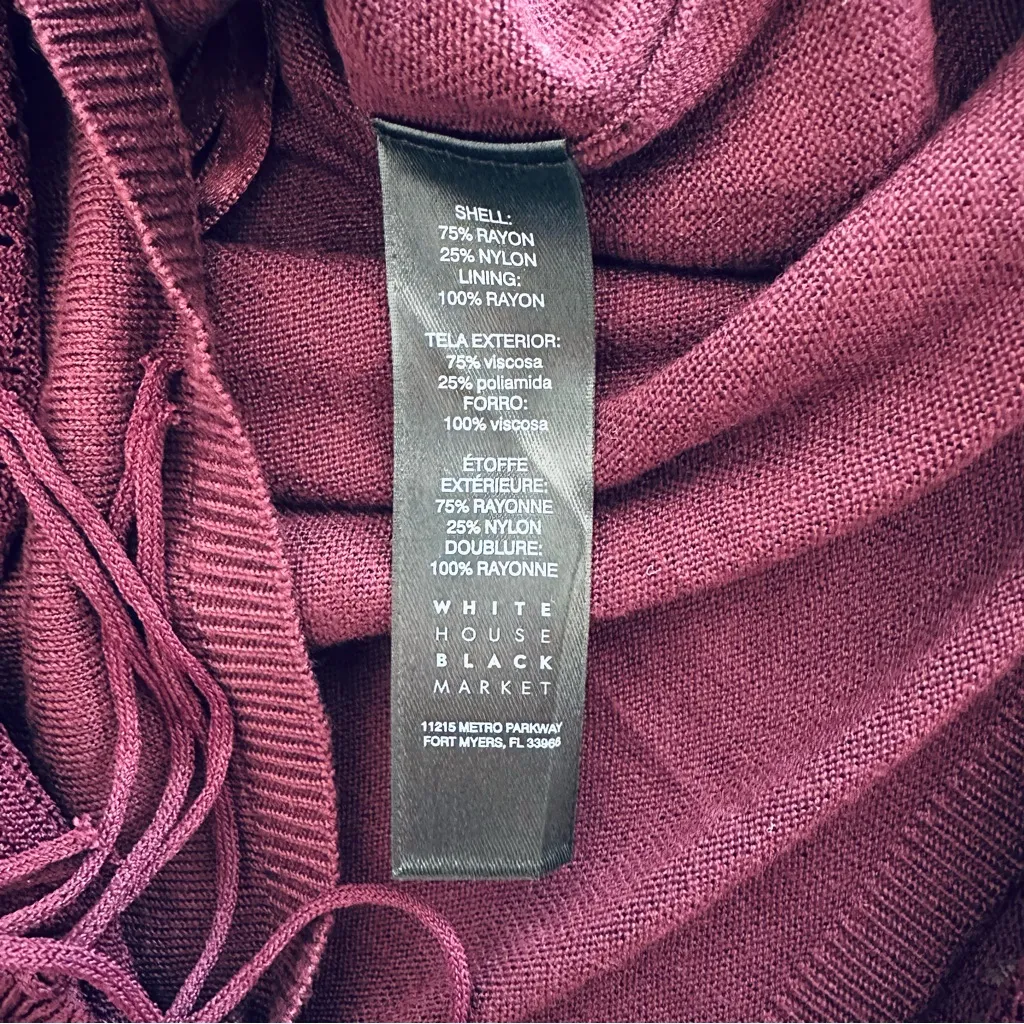 SHELL:
75% RAYON
25% NYLON
LINING:
100% RAYON
TELA EXTERIOR:
75% viscosa
25% poliamida
FORRO:
100% viscosa
ÉTOFFE
EXTÉRIEURE:
75% RAYONNE
25% NYLON
DOUBLURE:
100% RAYONNE
WHITE
HOUSE
BLACK
MARKET
11215 METRO PARKWAY
FORT MYERS, FL 33966